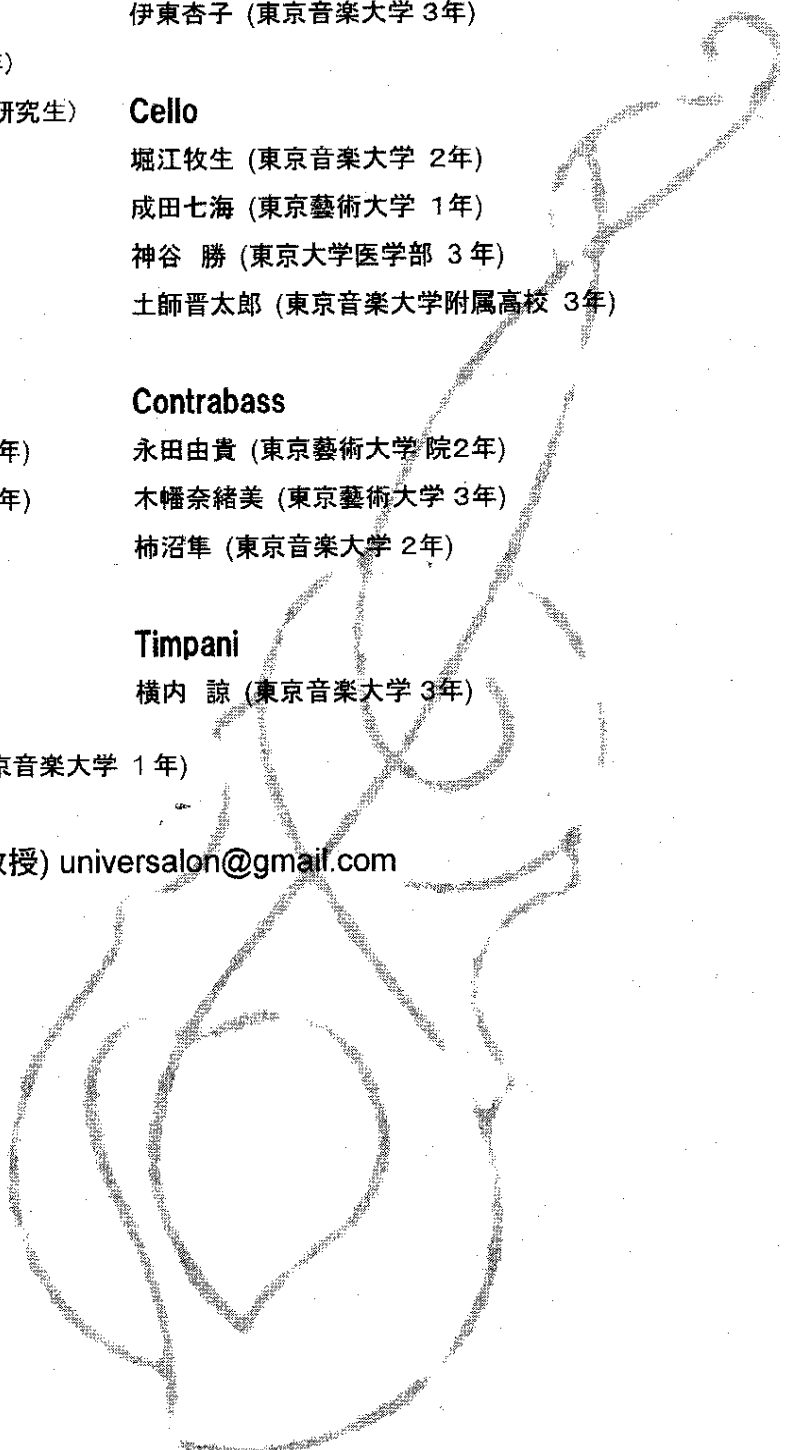 伊東杏子 (東京音楽大学 3年)
年)
研究生)
Cello
堀江牧生 (東京音楽大学 2年)
成田七海 (東京藝術大学 1年)
神谷 勝 (東京大学医学部 3年)
土師晋太郎 (東京音楽大学附属高校 3年)
Contrabass
年)
永田由貴 (東京藝術大学 院2年)
年)
木幡奈緒美 (東京藝術大学 3年)
柿沼隼 (東京音楽大学 2年)
Timpani
横内 諒 (東京音楽大学 3年)
京音楽大学 1年)
教授) universalon@gmail.com